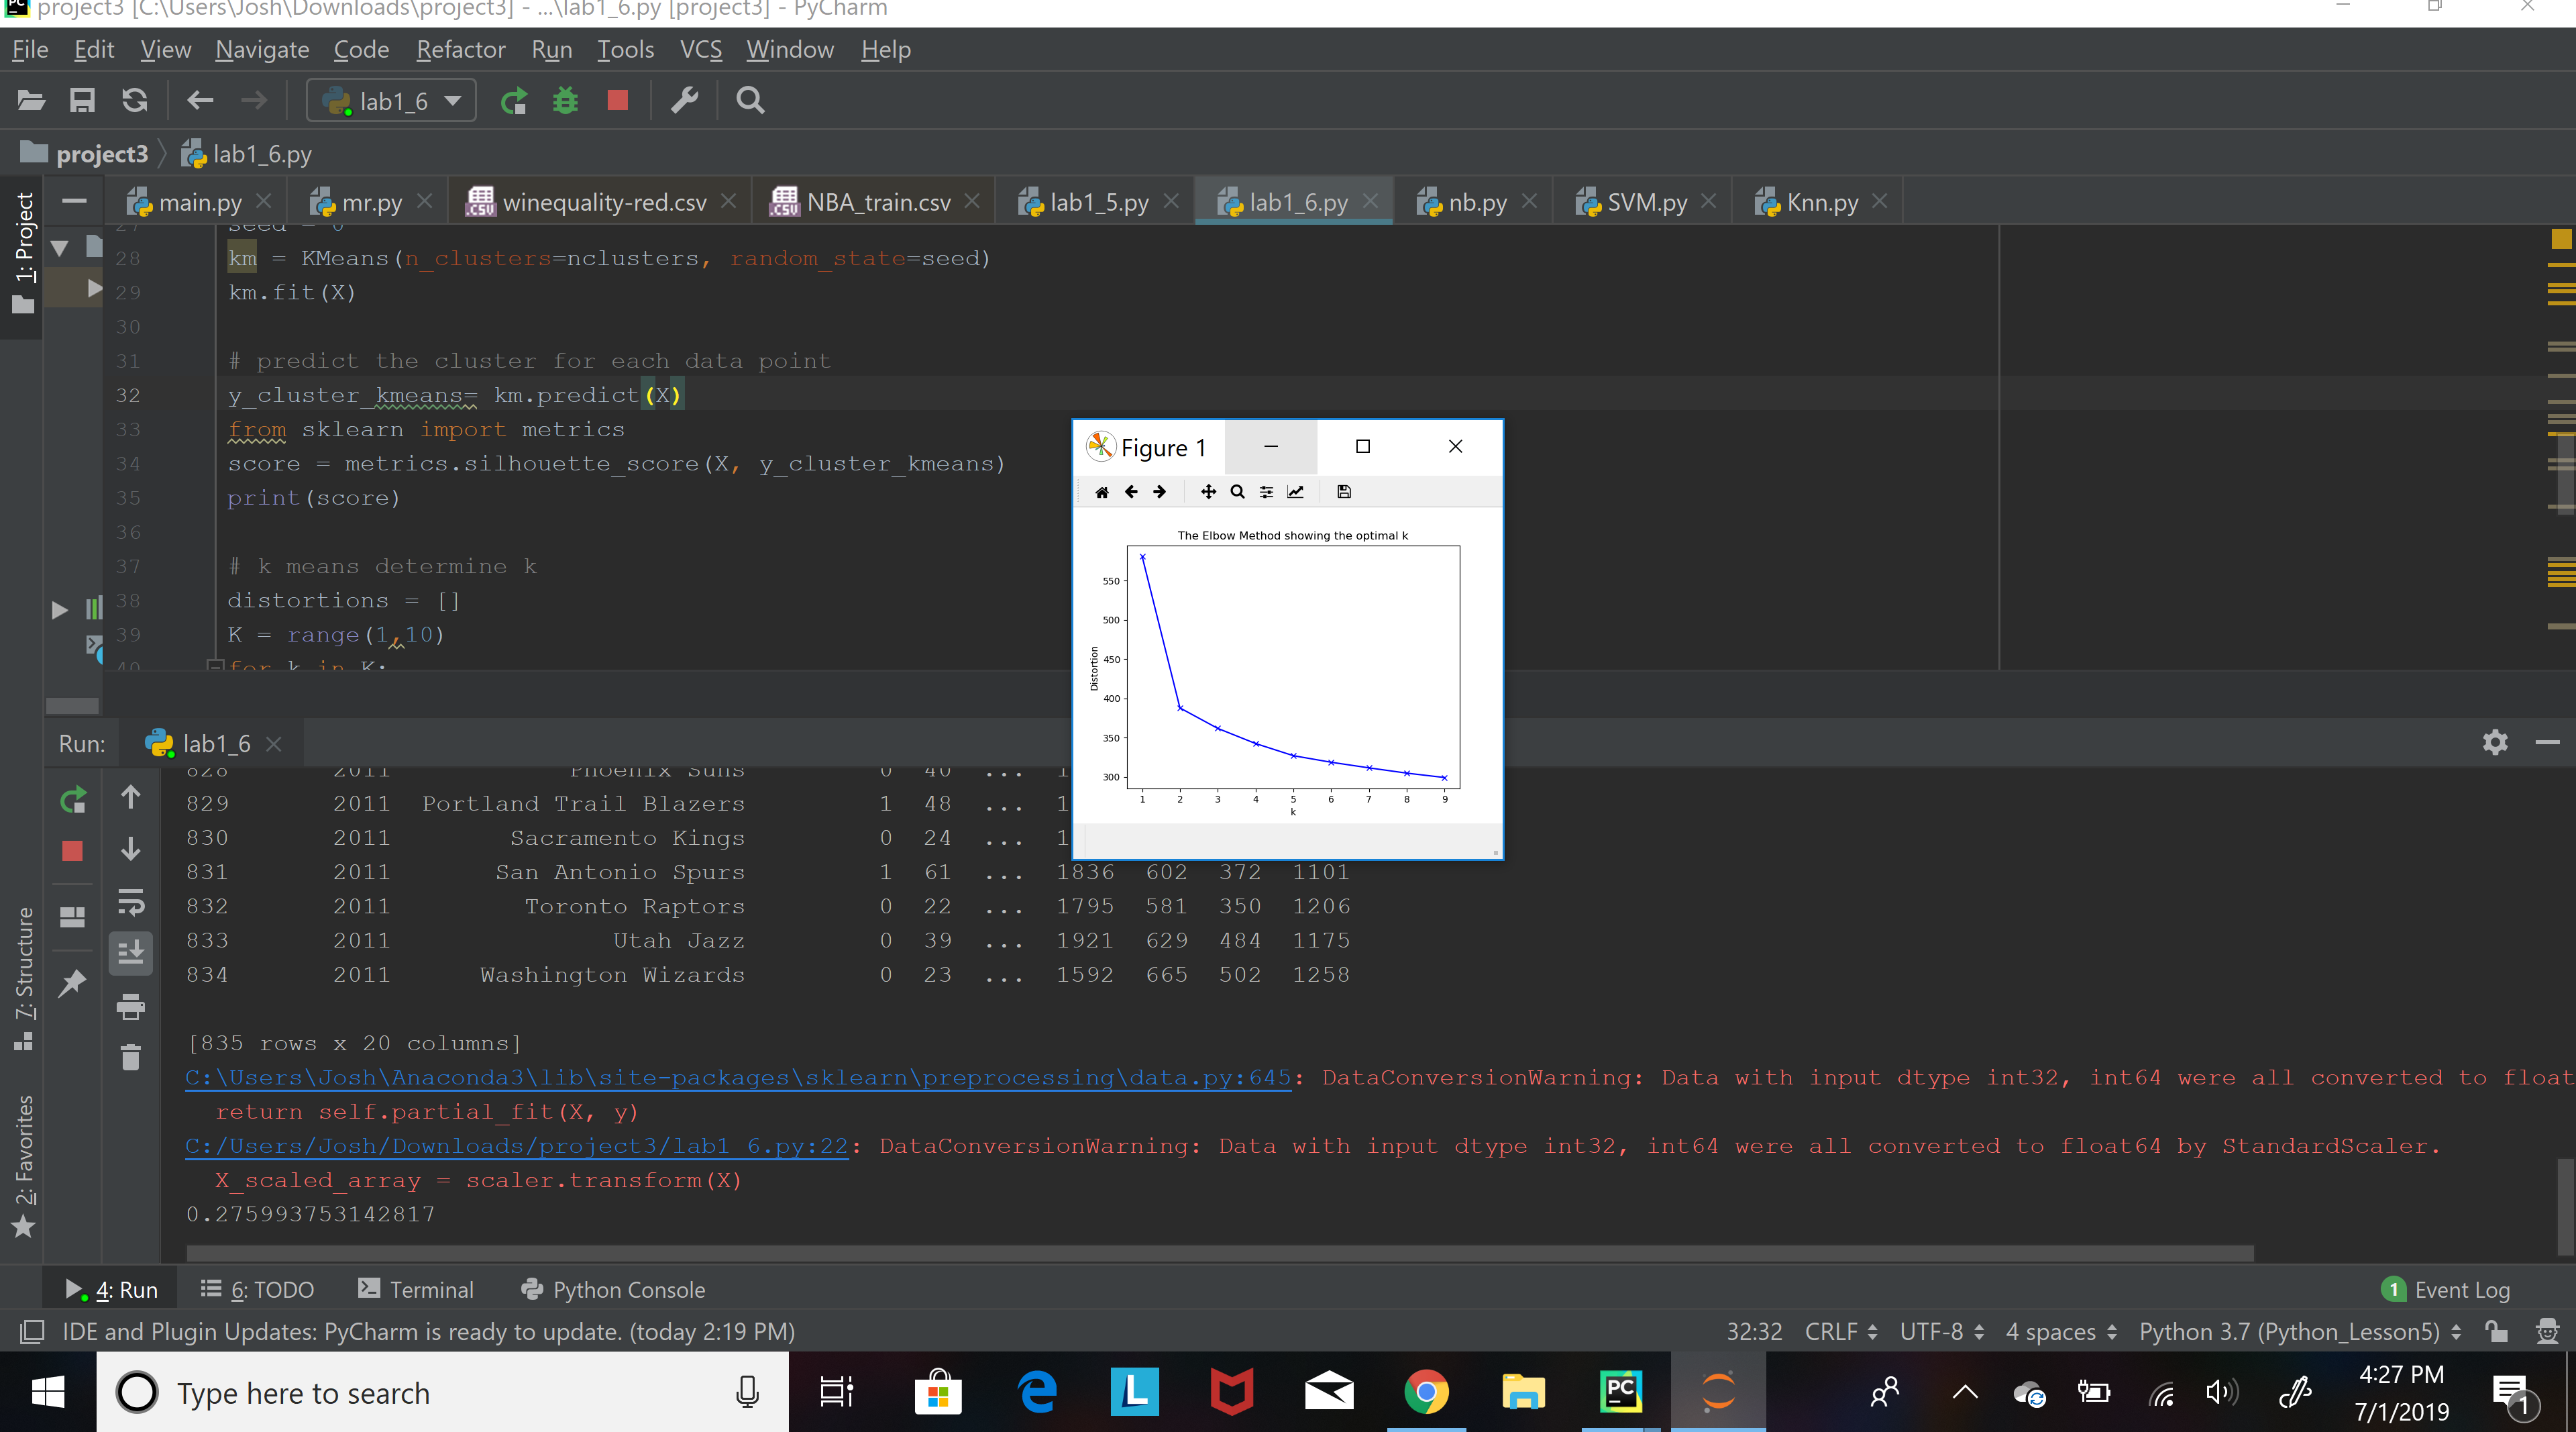 project3 [C:\Users\Josh\Downloads\project3] - ...\lab1_6.py [project3] - PyCharm
File Edit View Navigate Code Refactor Run Tools VCS Window Help
lab1_6
project3 lab1_6.py
main.py mr.py winequality-red.csv NBA_train.csv lab1_5.py lab1_6.py nb.py SVM.py Knn.py
1: Project
27 seed = 0
28 km = KMeans(n_clusters=nclusters, random_state=seed)
29 km.fit(X)
30
31 # predict the cluster for each data point
32 y_cluster_kmeans= km.predict(X)
33 from sklearn import metrics
34 score = metrics.silhouette_score(X, y_cluster_kmeans)
35 print(score)
36
37 # k means determine k
38 distortions = []
39 K = range(1,10)
40 for k in K:
Figure 1
The Elbow Method showing the optimal k
Distortion
550
500
450
400
350
300
1 2 3 4 5 6 7 8 9
k
Run: lab1_6
828 2011 Phoenix Suns 0 40 ... 1
829 2011 Portland Trail Blazers 1 48 ... 1
830 2011 Sacramento Kings 0 24 ... 1
831 2011 San Antonio Spurs 1 61 ... 1836 602 372 1101
832 2011 Toronto Raptors 0 22 ... 1795 581 350 1206
833 2011 Utah Jazz 0 39 ... 1921 629 484 1175
834 2011 Washington Wizards 0 23 ... 1592 665 502 1258
[835 rows x 20 columns]
C:\Users\Josh\Anaconda3\lib\site-packages\sklearn\preprocessing\data.py:645: DataConversionWarning: Data with input dtype int32, int64 were all converted to float
return self.partial_fit(X, y)
C:/Users/Josh/Downloads/project3/lab1_6.py:22: DataConversionWarning: Data with input dtype int32, int64 were all converted to float64 by StandardScaler.
X_scaled_array = scaler.transform(X)
0.275993753142817
7: Structure
2: Favorites
4: Run 6: TODO Terminal Python Console 1 Event Log
IDE and Plugin Updates: PyCharm is ready to update. (today 2:19 PM) 32:32 CRLF UTF-8 4 spaces Python 3.7 (Python_Lesson5)
Type here to search
L
PC
4:27 PM
7/1/2019
1